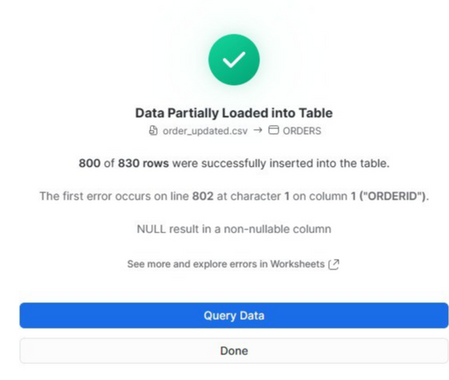 Data Partially Loaded into Table
order_updated.csv → ORDERS
800 of 830 rows were successfully inserted into the table.
The first error occurs on line 802 at character 1 on column 1 ("ORDERID").
NULL result in a non-nullable column
See more and explore errors in Worksheets
Query Data
Done